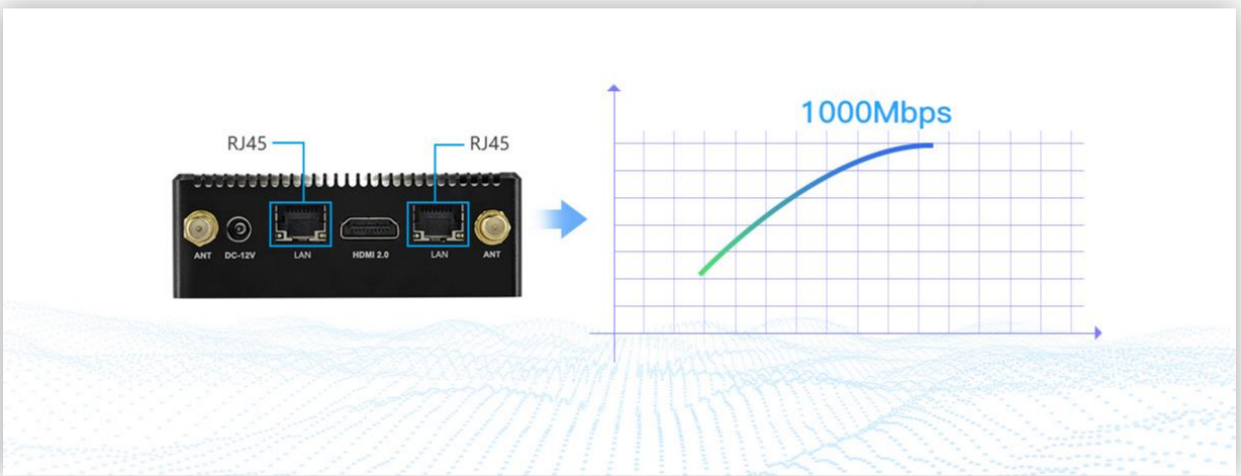 1000Mbps
RJ45
RJ45
ANT
DC-12V
LAN
HDMI 2.0
LAN
ANT